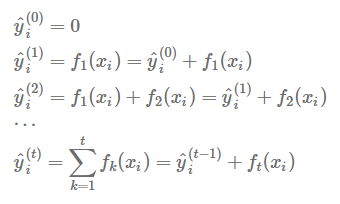 ŷ_i^(0) = 0
ŷ_i^(1) = f_1(x_i) = ŷ_i^(0) + f_1(x_i)
ŷ_i^(2) = f_1(x_i) + f_2(x_i) = ŷ_i^(1) + f_2(x_i)
...
ŷ_i^(t) = ∑_{k=1}^t f_k(x_i) = ŷ_i^(t−1) + f_t(x_i)